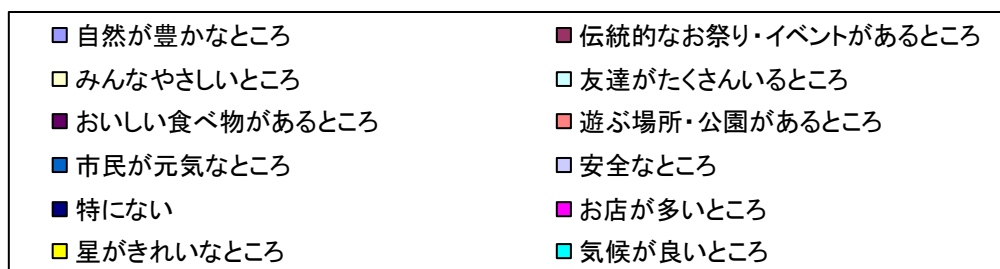 自然が豊かなところ 伝統的なお祭り・イベントがあるところ
みんなやさしいところ 友達がたくさんいるところ
おいしい食べ物があるところ 遊ぶ場所・公園があるところ
市民が元気なところ 安全なところ
特にない お店が多いところ
星がきれいなところ 気候が良いところ